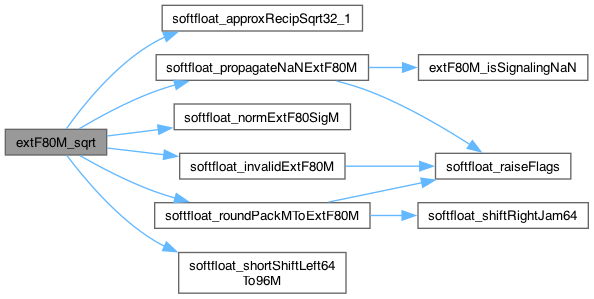 softfloat_approxRecipSqrt32_1
softfloat_propagateNaNExtF80M
extF80M_isSignalingNaN
softfloat_normExtF80SigM
extF80M_sqrt
softfloat_invalidExtF80M
softfloat_raiseFlags
softfloat_roundPackMToExtF80M
softfloat_shiftRightJam64
softfloat_shortShiftLeft64
To96M